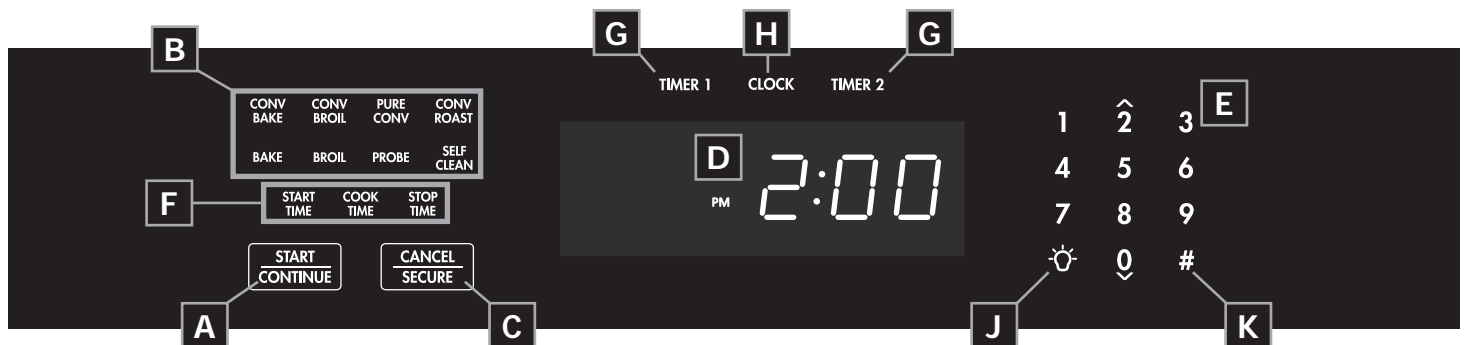 G H G
B
TIMER 1 CLOCK TIMER 2
CONV BAKE CONV BROIL PURE CONV CONV ROAST
BAKE BROIL PROBE SELF CLEAN
F
START TIME COOK TIME STOP TIME
START CONTINUE CANCEL SECURE
A C
D
PM 2:00
E
1 2 3
4 5 6
7 8 9
0 #
J K